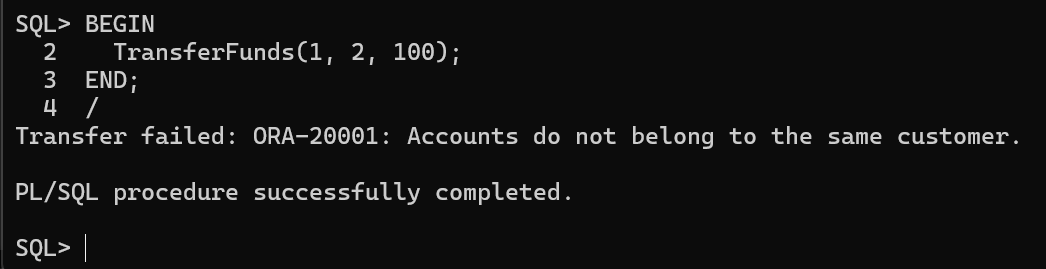 SQL> BEGIN
  2    TransferFunds(1, 2, 100);
  3  END;
  4  /
Transfer failed: ORA-20001: Accounts do not belong to the same customer.

PL/SQL procedure successfully completed.

SQL>